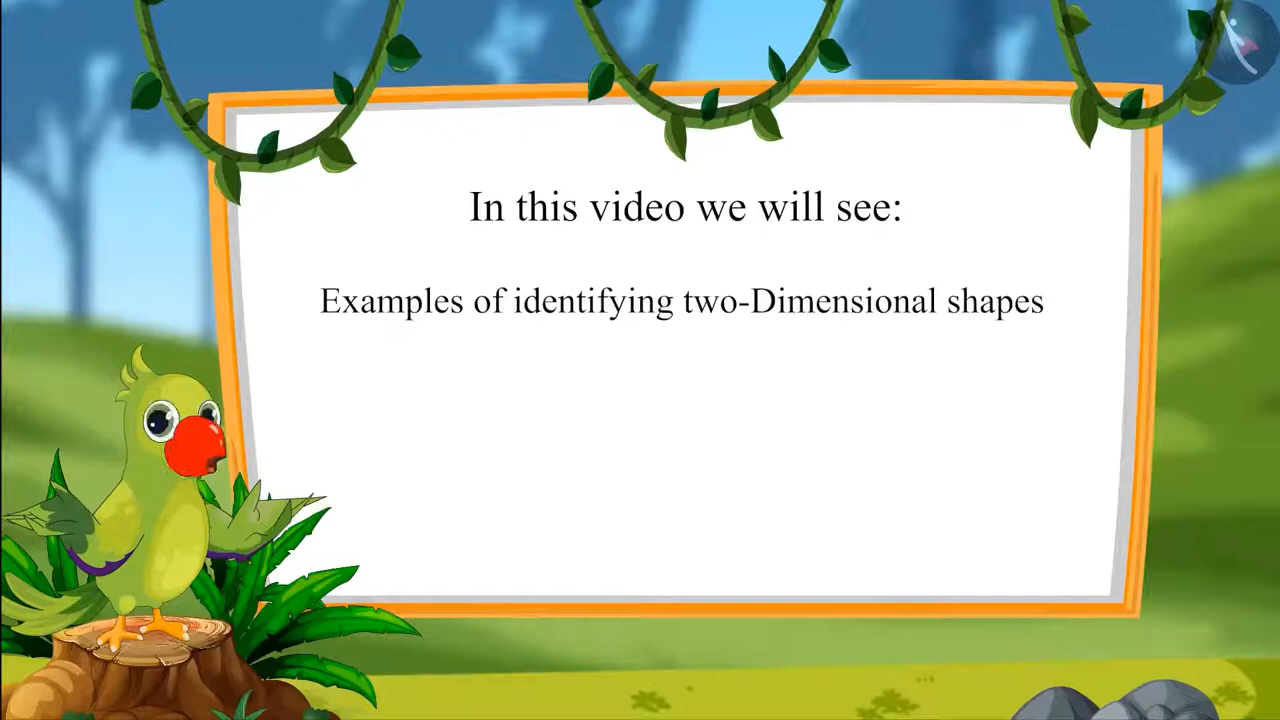 In this video we will see:
Examples of identifying two-Dimensional shapes